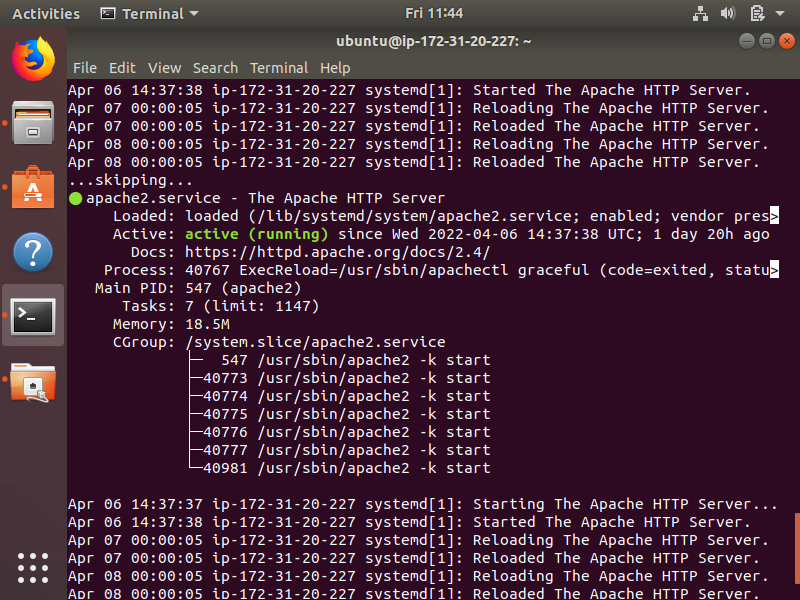 Activities Terminal Fri 11:44
ubuntu@ip-172-31-20-227: ~
File Edit View Search Terminal Help
Apr 06 14:37:38 ip-172-31-20-227 systemd[1]: Started The Apache HTTP Server.
Apr 07 00:00:05 ip-172-31-20-227 systemd[1]: Reloading The Apache HTTP Server.
Apr 07 00:00:05 ip-172-31-20-227 systemd[1]: Reloaded The Apache HTTP Server.
Apr 08 00:00:05 ip-172-31-20-227 systemd[1]: Reloading The Apache HTTP Server.
Apr 08 00:00:05 ip-172-31-20-227 systemd[1]: Reloaded The Apache HTTP Server.
...skipping...
● apache2.service - The Apache HTTP Server
Loaded: loaded (/lib/systemd/system/apache2.service; enabled; vendor pres>
Active: active (running) since Wed 2022-04-06 14:37:38 UTC; 1 day 20h ago
Docs: https://httpd.apache.org/docs/2.4/
Process: 40767 ExecReload=/usr/sbin/apachectl graceful (code=exited, statu>
Main PID: 547 (apache2)
Tasks: 7 (limit: 1147)
Memory: 18.5M
CGroup: /system.slice/apache2.service
├─ 547 /usr/sbin/apache2 -k start
├─40773 /usr/sbin/apache2 -k start
├─40774 /usr/sbin/apache2 -k start
├─40775 /usr/sbin/apache2 -k start
├─40776 /usr/sbin/apache2 -k start
├─40777 /usr/sbin/apache2 -k start
└─40981 /usr/sbin/apache2 -k start
Apr 06 14:37:37 ip-172-31-20-227 systemd[1]: Starting The Apache HTTP Server...
Apr 06 14:37:38 ip-172-31-20-227 systemd[1]: Started The Apache HTTP Server.
Apr 07 00:00:05 ip-172-31-20-227 systemd[1]: Reloading The Apache HTTP Server.
Apr 07 00:00:05 ip-172-31-20-227 systemd[1]: Reloaded The Apache HTTP Server.
Apr 08 00:00:05 ip-172-31-20-227 systemd[1]: Reloading The Apache HTTP Server.
Apr 08 00:00:05 ip-172-31-20-227 systemd[1]: Reloaded The Apache HTTP Server.